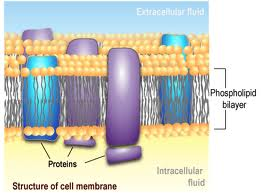 Extracellular fluid
Phospholipid
bilayer
Proteins
Intracellular
fluid
Structure of cell membrane